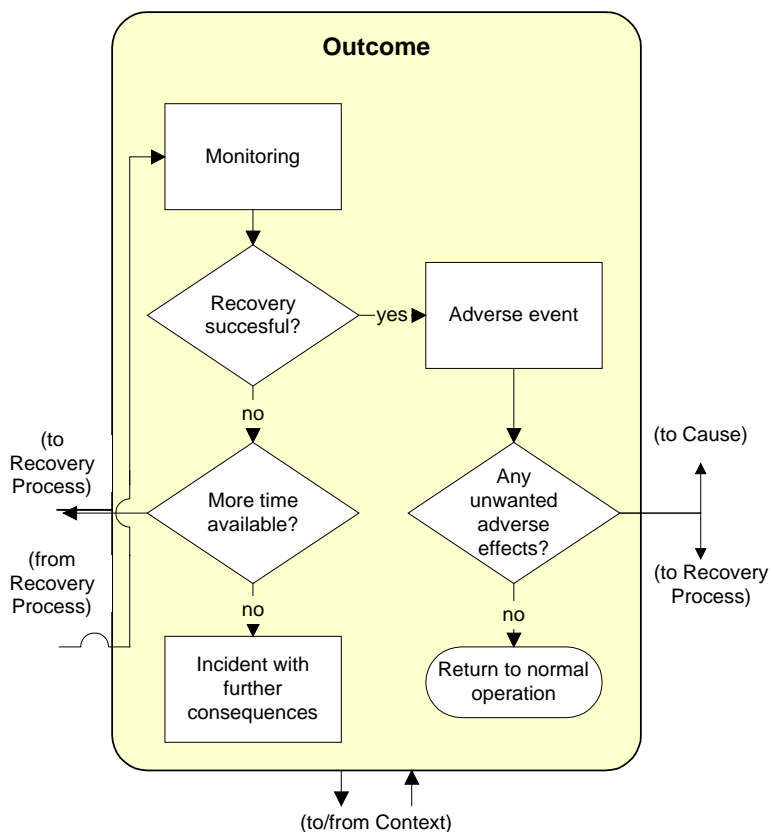 Outcome
Monitoring
Recovery
succesful?
yes
Adverse event
no
(to
Recovery
Process)
More time
available?
Any
unwanted
adverse
effects?
(to Cause)
(from
Recovery
Process)
(to Recovery
Process)
no
no
Incident with
further
consequences
Return to normal
operation
(to/from Context)